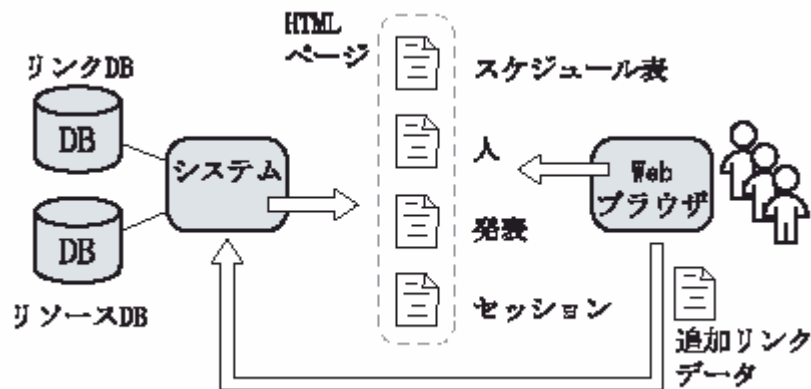 HTML
ページ
リンクDB
DB
システム
DB
リソースDB
スケジュール表
人
発表
セッション
Web
ブラウザ
追加リンク
データ